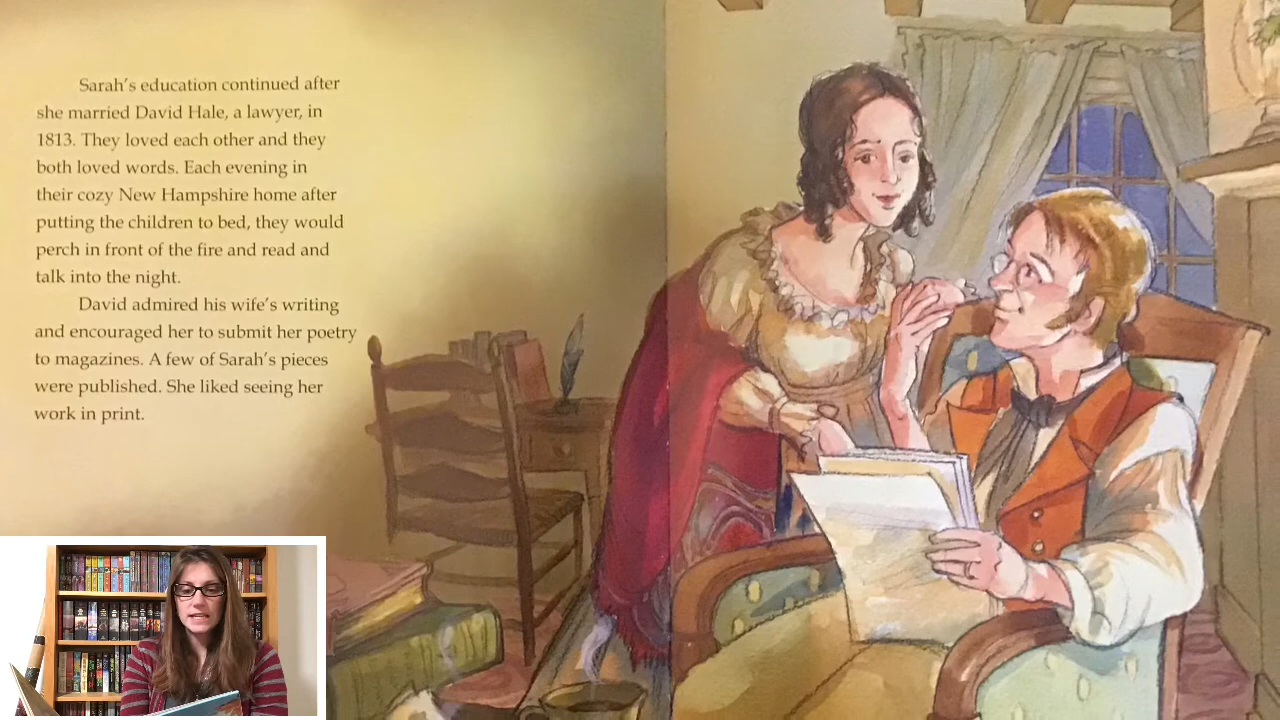 Sarah's education continued after
she married David Hale, a lawyer, in
1813. They loved each other and they
both loved words. Each evening in
their cozy New Hampshire home after
putting the children to bed, they would
perch in front of the fire and read and
talk into the night.
David admired his wife's writing
and encouraged her to submit her poetry
to magazines. A few of Sarah's pieces
were published. She liked seeing her
work in print.